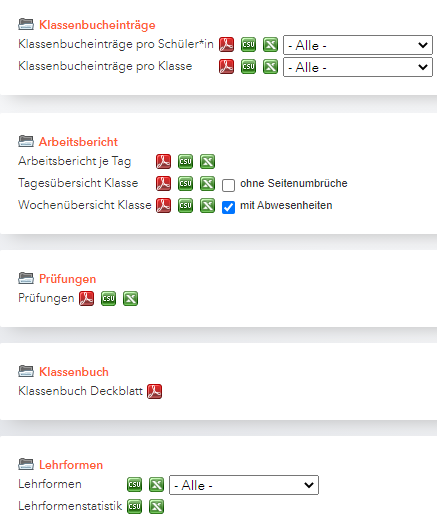 Klassenbucheinträge
Klassenbucheinträge pro Schüler*in CSV - Alle -
Klassenbucheinträge pro Klasse CSV - Alle -
Arbeitsbericht
Arbeitsbericht je Tag CSV
Tagesübersicht Klasse CSV ohne Seitenumbrüche
Wochenübersicht Klasse CSV mit Abwesenheiten
Prüfungen
Prüfungen CSV
Klassenbuch
Klassenbuch Deckblatt
Lehrformen
Lehrformen CSV - Alle -
Lehrformenstatistik CSV